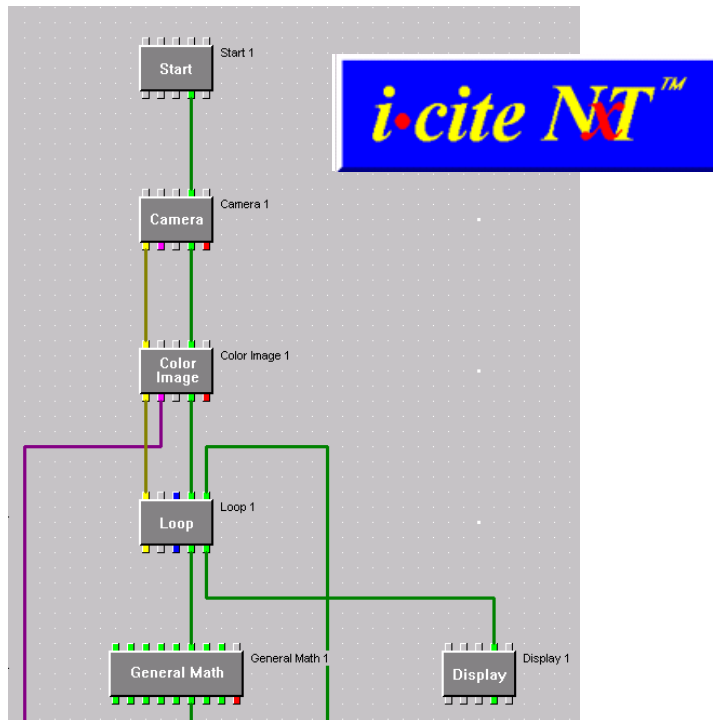 Start
Start 1
i•cite NxT™
Camera
Camera 1
Color
Image
Color Image 1
Loop
Loop 1
General Math
General Math 1
Display
Display 1